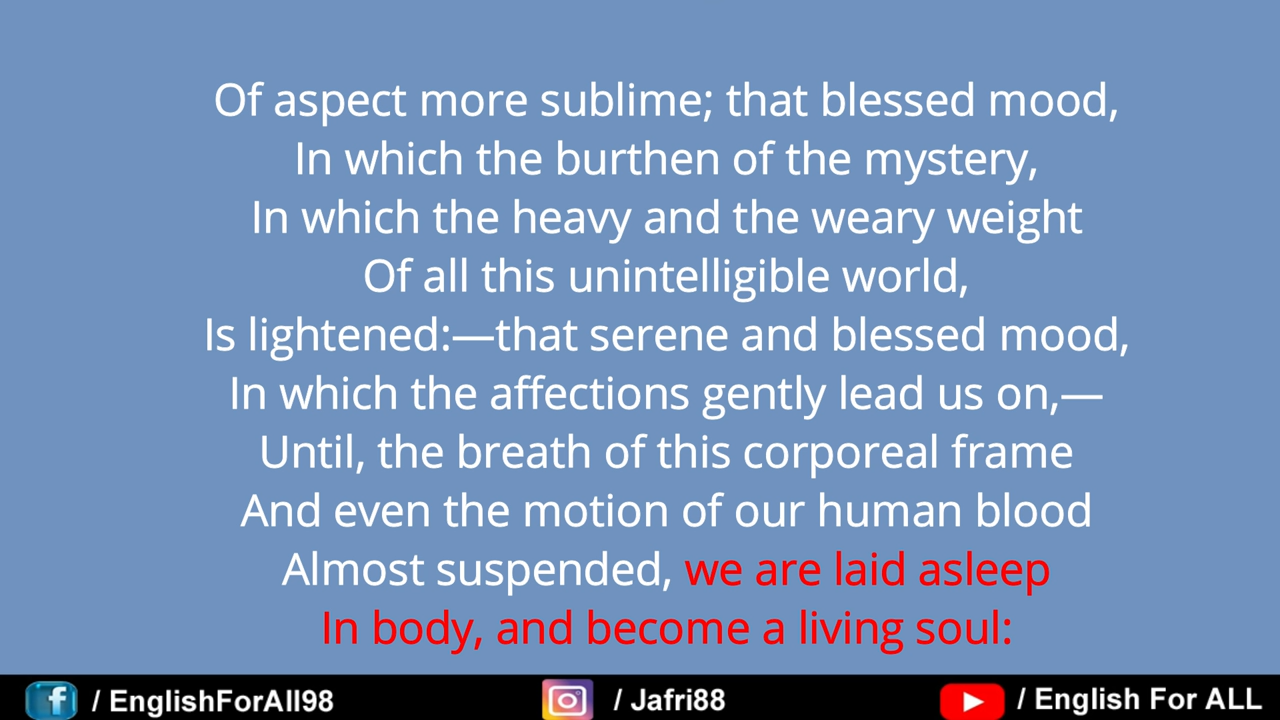 Of aspect more sublime; that blessed mood,
In which the burthen of the mystery,
In which the heavy and the weary weight
Of all this unintelligible world,
Is lightened:—that serene and blessed mood,
In which the affections gently lead us on,—
Until, the breath of this corporeal frame
And even the motion of our human blood
Almost suspended, we are laid asleep
In body, and become a living soul:
f / EnglishForAll98 / Jafri88 / English For ALL